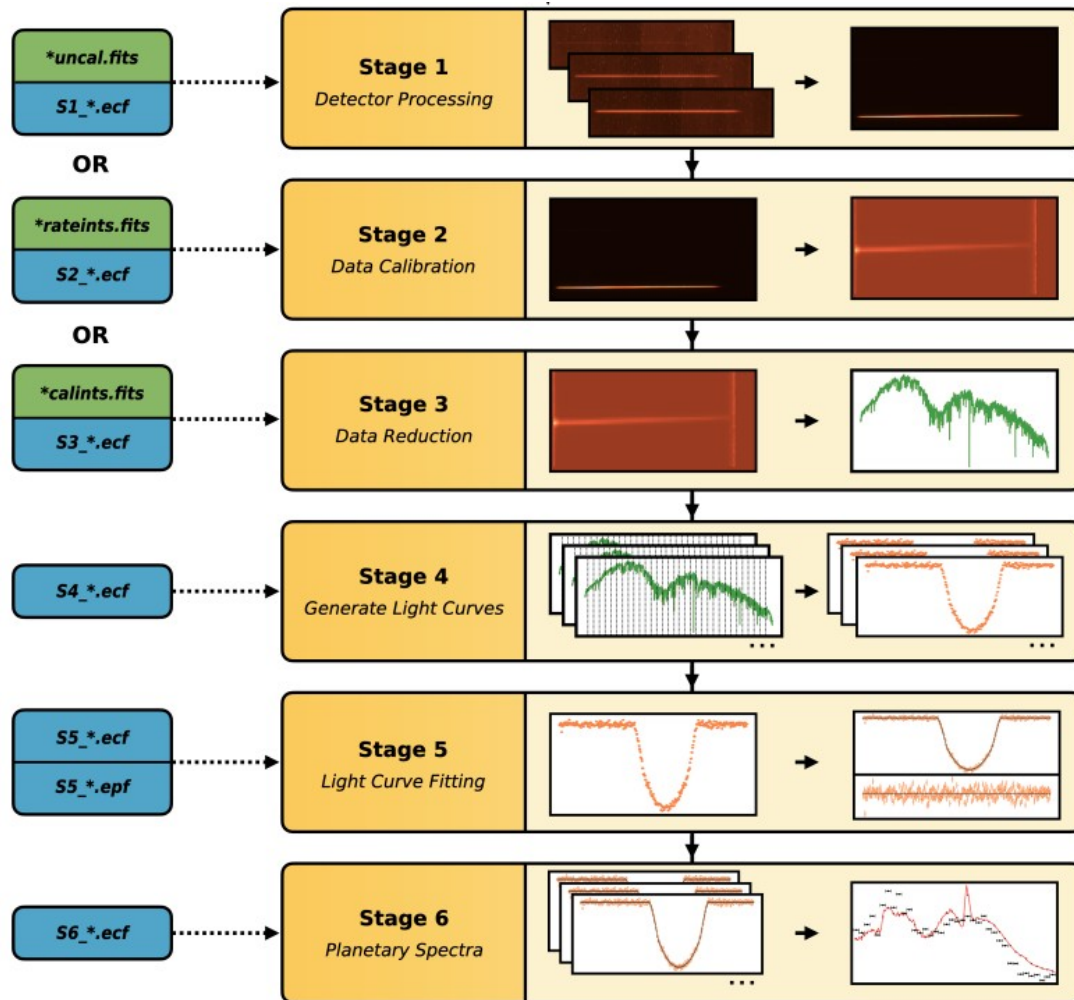 *uncal.fits
S1_*.ecf
Stage 1
Detector Processing
OR
*rateints.fits
S2_*.ecf
Stage 2
Data Calibration
OR
*calints.fits
S3_*.ecf
Stage 3
Data Reduction
S4_*.ecf
Stage 4
Generate Light Curves
...
...
S5_*.ecf
S5_*.epf
Stage 5
Light Curve Fitting
S6_*.ecf
Stage 6
Planetary Spectra
...